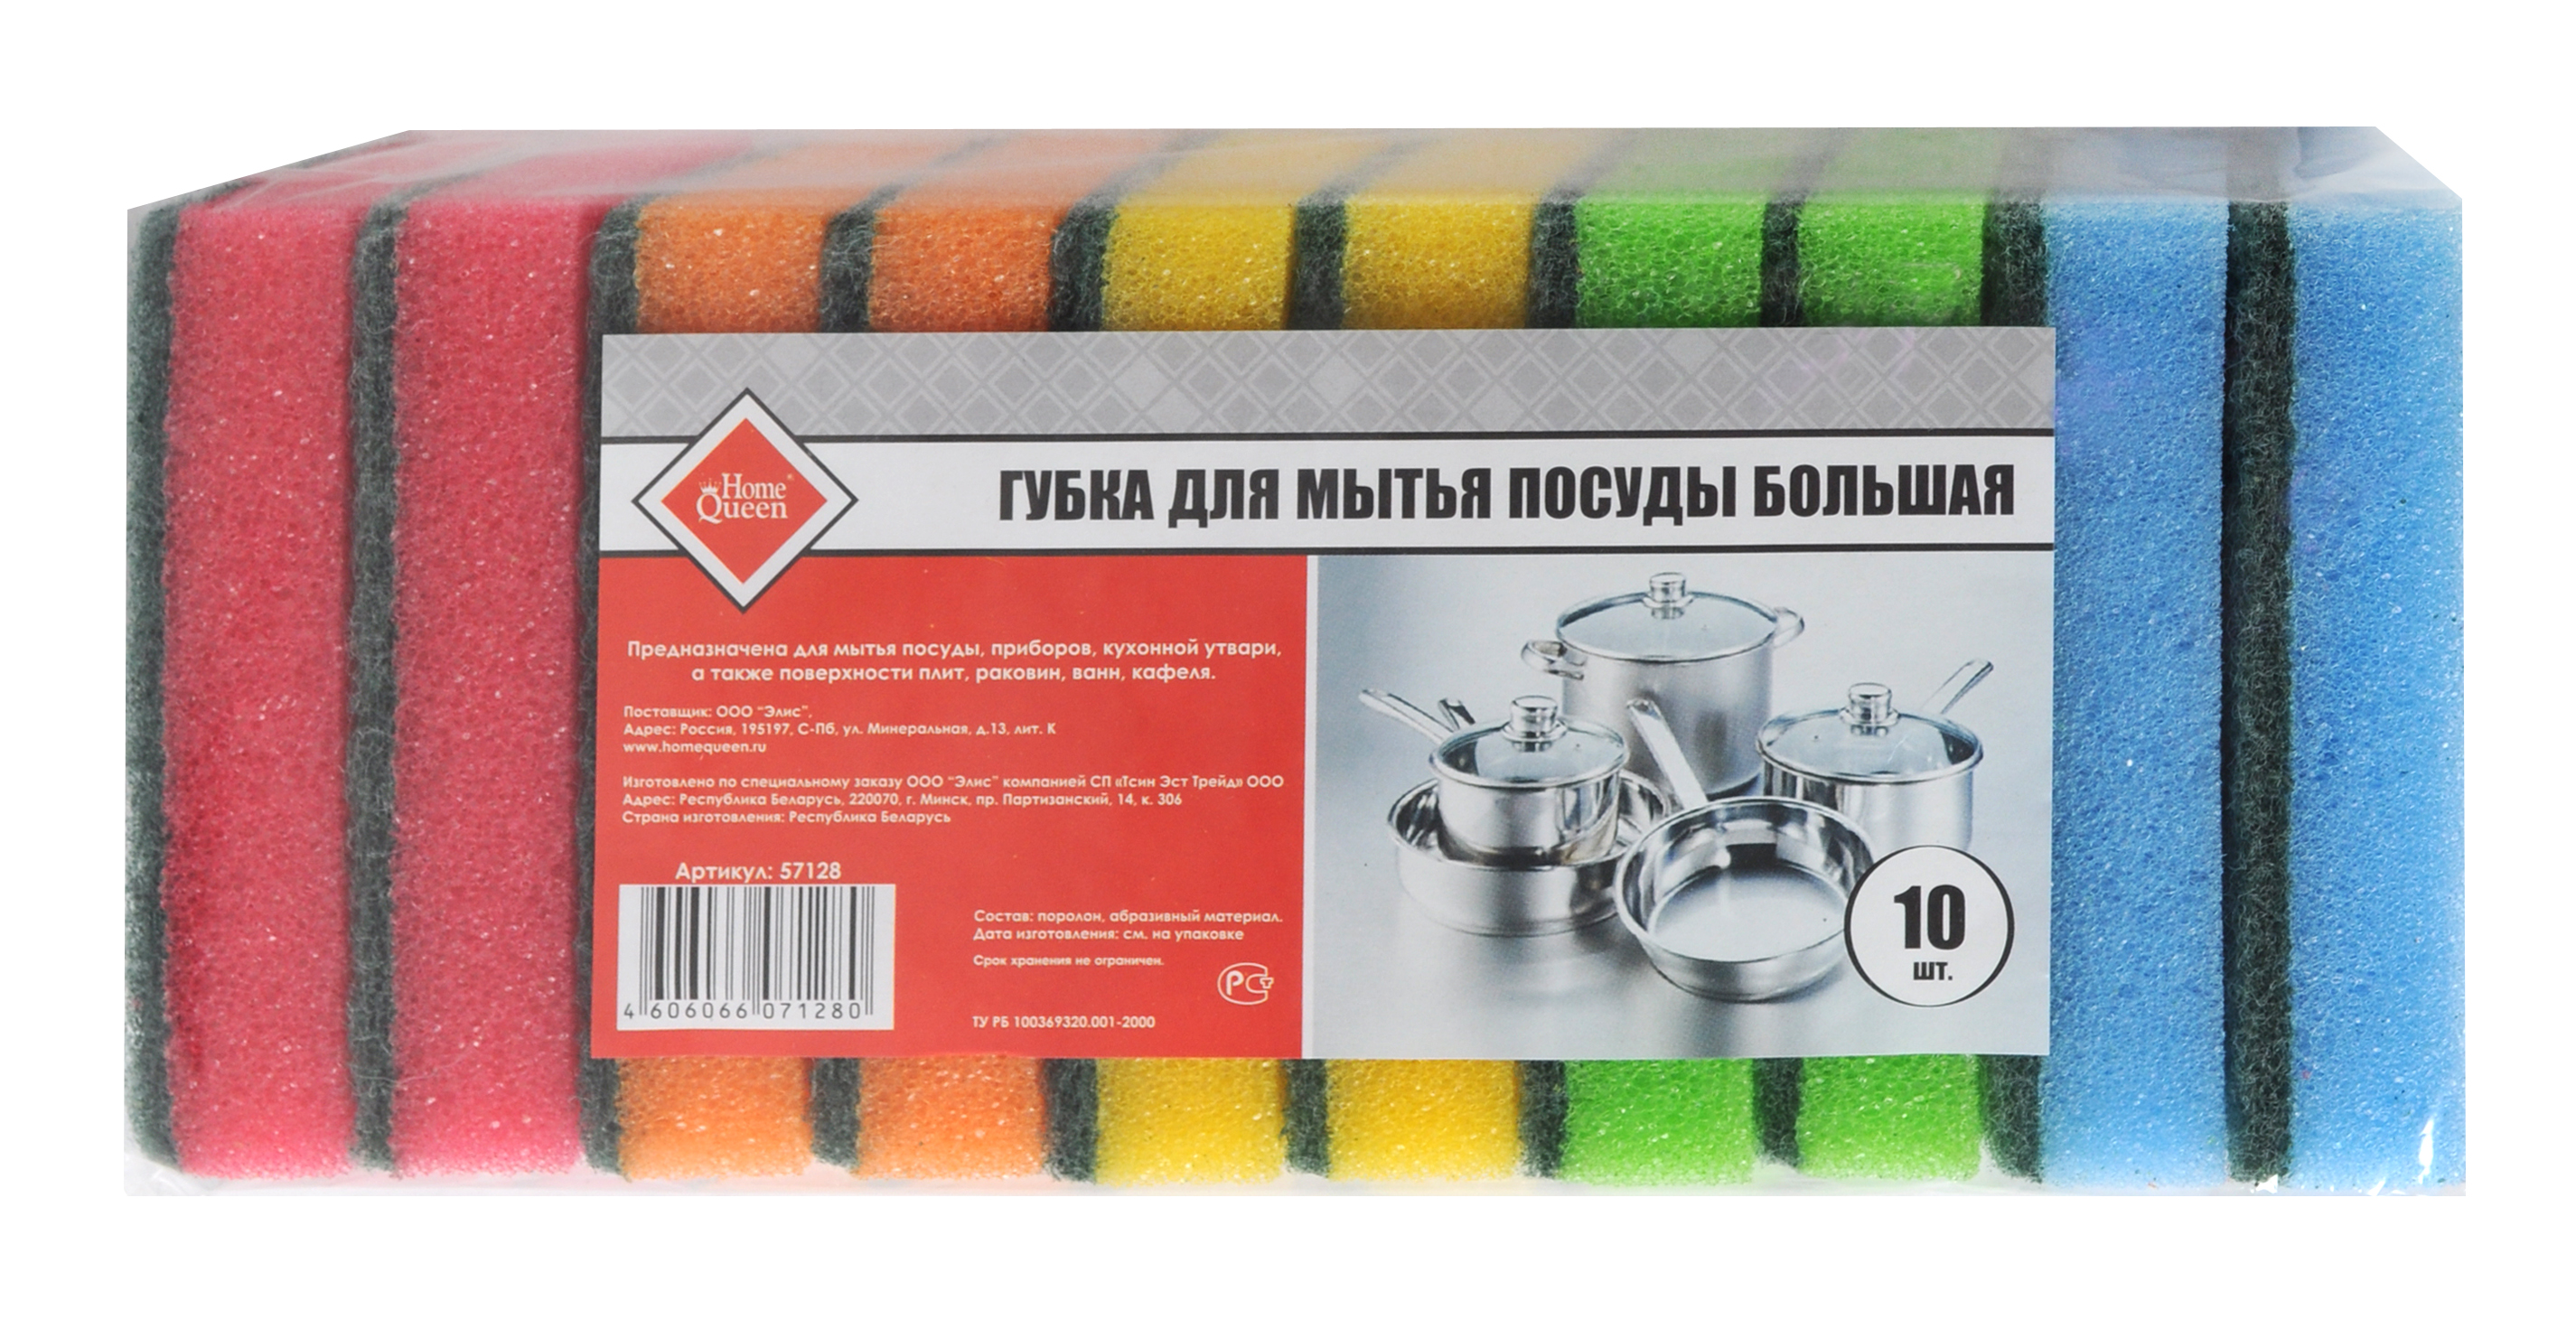 Home
Queen
ГУБКА ДЛЯ МЫТЬЯ ПОСУДЫ БОЛЬШАЯ
Предназначена для мытья посуды, приборов, кухонной утвари,
а также поверхности плит, раковин, ванн, кафеля.
Поставщик: ООО "Элис",
Адрес: Россия, 195197, С-Пб, ул. Минеральная, д.13, лит. К
www.homequeen.ru
Изготовлено по специальному заказу ООО "Элис" компанией СП «Тсин Эст Трейд» ООО
Адрес: Республика Беларусь, 220070, г. Минск, пр. Партизанский, 14, к. 306
Страна изготовления: Республика Беларусь
Артикул: 57128
4 606066 071280
Состав: поролон, абразивный материал.
Дата изготовления: см. на упаковке
Срок хранения не ограничен.
РСТ
ТУ РБ 100369320.001-2000
10
шт.